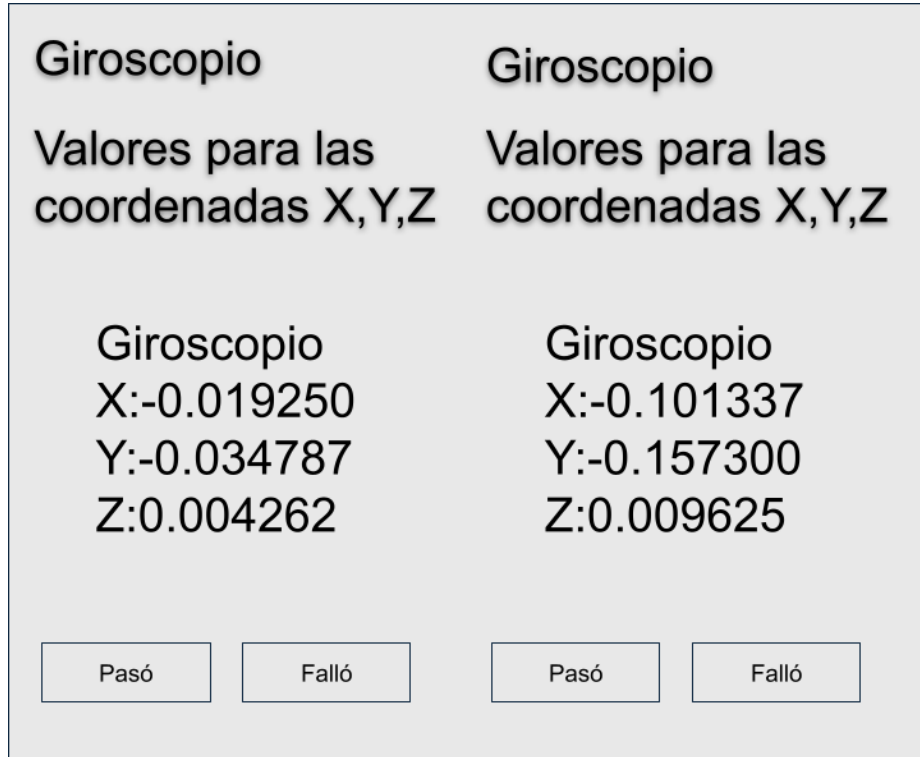 Giroscopio
Valores para las
coordenadas X,Y,Z
Giroscopio
X:-0.019250
Y:-0.034787
Z:0.004262
Pasó
Falló
Giroscopio
Valores para las
coordenadas X,Y,Z
Giroscopio
X:-0.101337
Y:-0.157300
Z:0.009625
Pasó
Falló